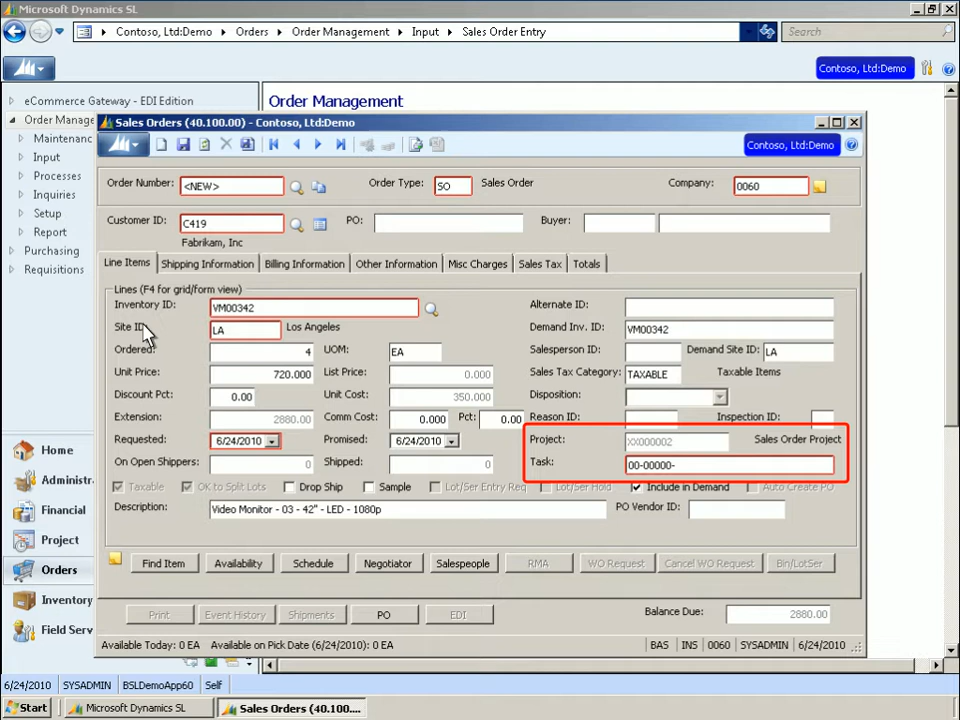 Microsoft Dynamics SL
Contoso, Ltd:Demo Orders Order Management Input Sales Order Entry Search
Contoso, Ltd:Demo
eCommerce Gateway - EDI Edition
Order Manage
Maintenanc
Input
Processes
Inquiries
Setup
Report
Purchasing
Requisitions
Home
Administr
Financial
Project
Orders
Inventory
Field Serv
Order Management
Sales Orders (40.100.00) - Contoso, Ltd:Demo
Contoso, Ltd:Demo
Order Number: <NEW> Order Type: SO Sales Order Company: 0060
Customer ID: C419 PO: Buyer:
Fabrikam, Inc
Line Items Shipping Information Billing Information Other Information Misc Charges Sales Tax Totals
Lines (F4 for grid/form view)
Inventory ID: VM00342 Alternate ID:
Site ID: LA Los Angeles Demand Inv. ID: VM00342
Ordered: 4 UOM: EA Salesperson ID: Demand Site ID: LA
Unit Price: 720.000 List Price: 0.000 Sales Tax Category: TAXABLE Taxable Items
Discount Pct: 0.00 Unit Cost: 350.000 Disposition:
Extension: 2880.00 Comm Cost: 0.000 Pct: 0.00 Reason ID: Inspection ID:
Requested: 6/24/2010 Promised: 6/24/2010 Project: XX000002 Sales Order Project
On Open Shippers: 0 Shipped: 0 Task: 00-00000-
Taxable OK to Split Lots Drop Ship Sample Lot/Ser Entry Req Lot/Ser Hold Include in Demand Auto Create PO
Description: Video Monitor - 03 - 42" - LED - 1080p PO Vendor ID:
Find Item Availability Schedule Negotiator Salespeople RMA WO Request Cancel WO Request Bin/LotSer
Print Event History Shipments PO EDI Balance Due: 2880.00
Available Today: 0 EA Available on Pick Date (6/24/2010): 0 EA BAS INS 0060 SYSADMIN 6/24/2010
6/24/2010 SYSADMIN BSLDemoApp60 Self
Start Microsoft Dynamics SL Sales Orders (40.100....